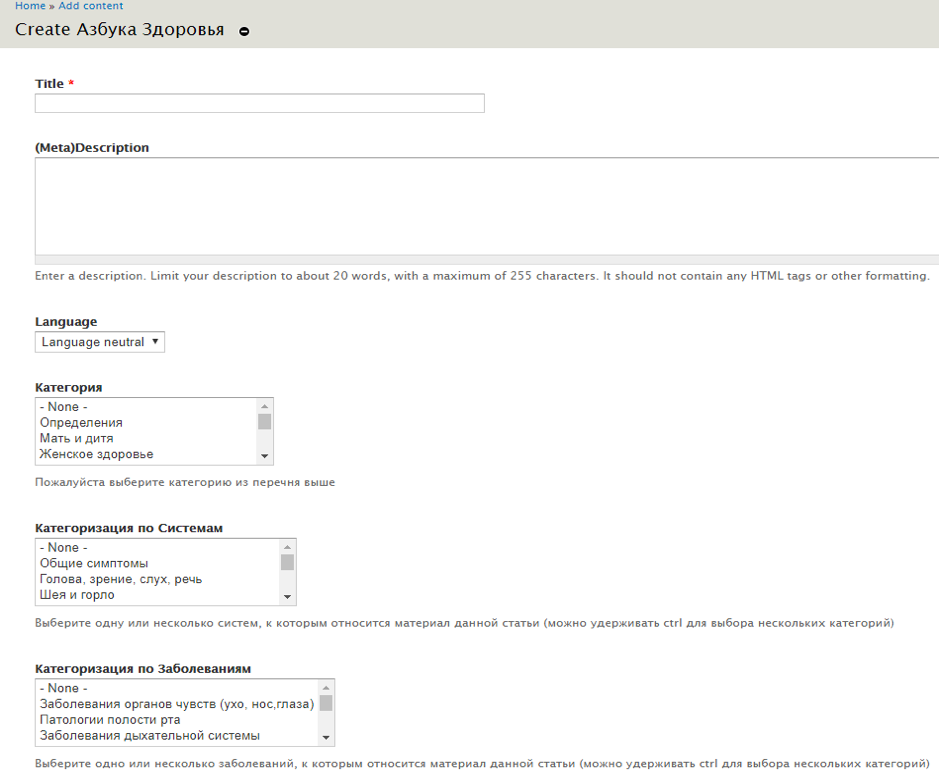 Home » Add content
Create Азбука Здоровья
Title *
(Meta)Description
Enter a description. Limit your description to about 20 words, with a maximum of 255 characters. It should not contain any HTML tags or other formatting.
Language
Language neutral
Категория
- None -
Определения
Мать и дитя
Женское здоровье
Пожалуйста выберите категорию из перечня выше
Категоризация по Системам
- None -
Общие симптомы
Голова, зрение, слух, речь
Шея и горло
Выберите одну или несколько систем, к которым относится материал данной статьи (можно удерживать ctrl для выбора нескольких категорий)
Категоризация по Заболеваниям
- None -
Заболевания органов чувств (ухо, нос,глаза)
Патологии полости рта
Заболевания дыхательной системы
Выберите одно или несколько заболеваний, к которым относится материал данной статьи (можно удерживать ctrl для выбора нескольких категорий)